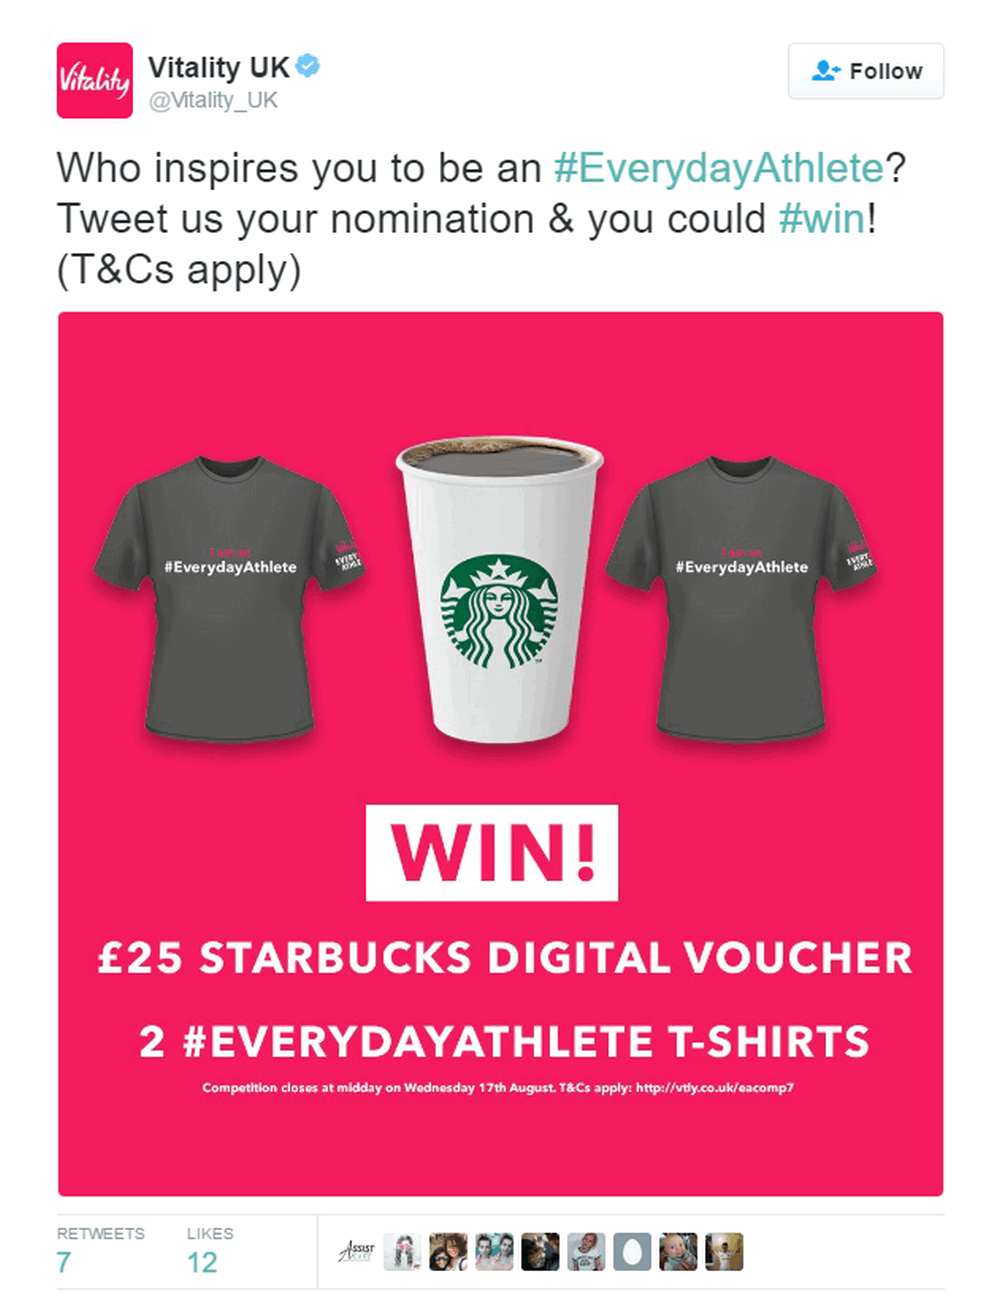 Vitality
Vitality UK
@Vitality_UK
Follow
Who inspires you to be an #EverydayAthlete?
Tweet us your nomination & you could #win!
(T&Cs apply)
I am an
#EverydayAthlete
I am an
#EverydayAthlete
WIN!
£25 STARBUCKS DIGITAL VOUCHER
2 #EVERYDAYATHLETE T-SHIRTS
Competition closes at midday on Wednesday 17th August. T&Cs apply: http://vtly.co.uk/eacomp7
RETWEETS
LIKES
7
12
ASSIST